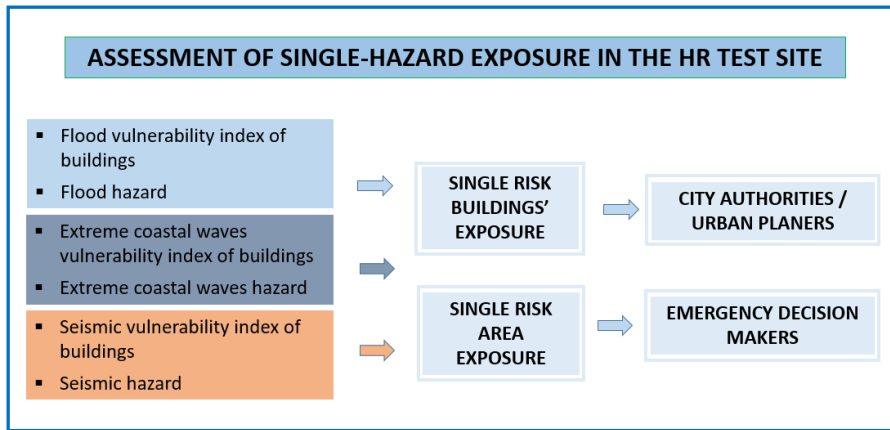 ASSESSMENT OF SINGLE-HAZARD EXPOSURE IN THE HR TEST SITE
▪ Flood vulnerability index of
buildings
▪ Flood hazard
▪ Extreme coastal waves
vulnerability index of buildings
▪ Extreme coastal waves hazard
▪ Seismic vulnerability index of
buildings
▪ Seismic hazard
SINGLE RISK
BUILDINGS’
EXPOSURE
SINGLE RISK
AREA
EXPOSURE
CITY AUTHORITIES /
URBAN PLANERS
EMERGENCY DECISION
MAKERS